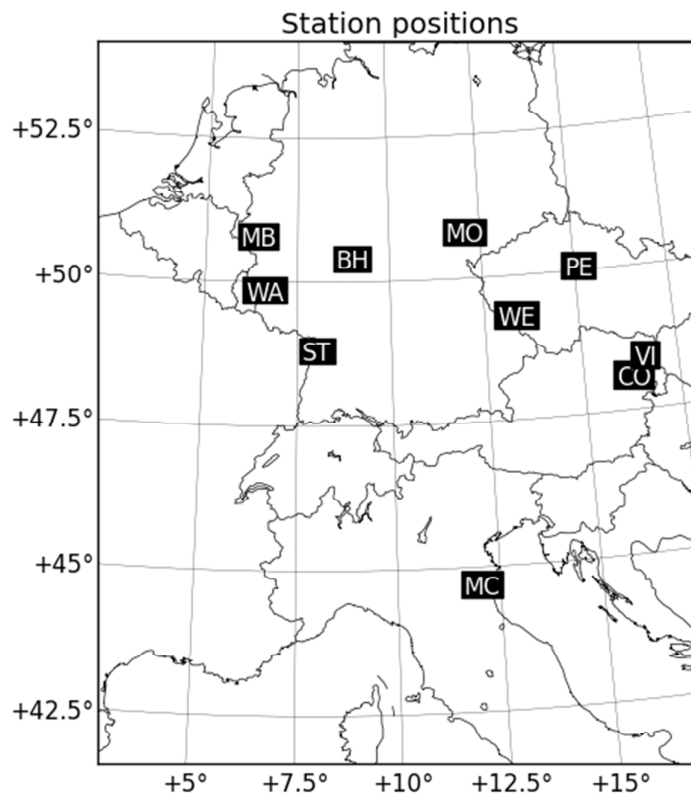 Station positions
+52.5°
MB
MO
BH
PE
+50°
WA
WE
ST
VI
CO
+47.5°
+45°
MC
+42.5°
+5° +7.5° +10° +12.5° +15°